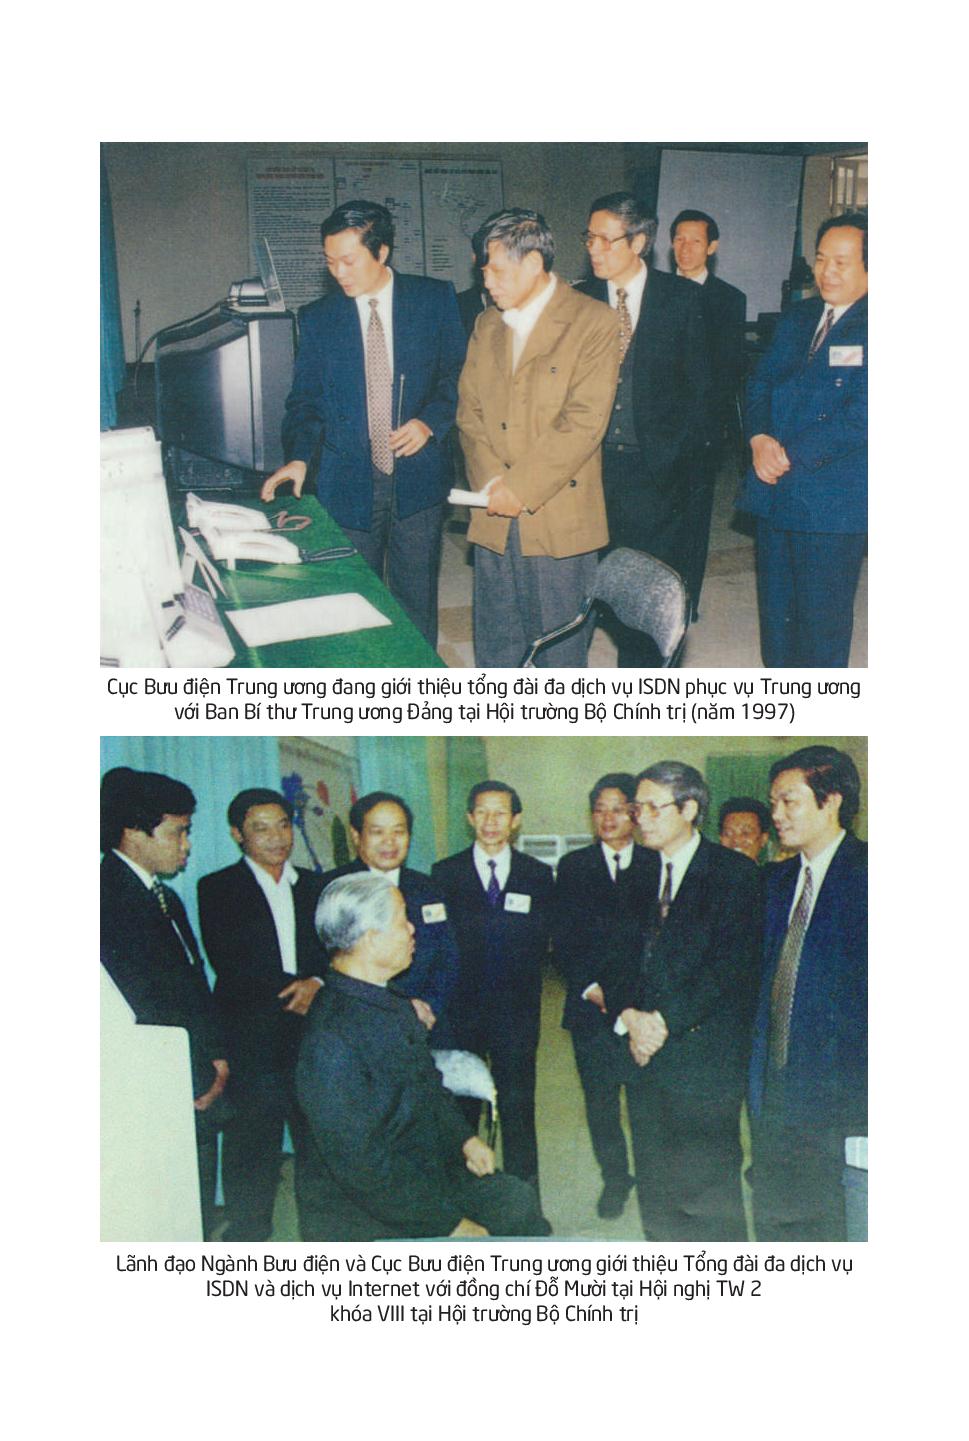 Cục Bưu điện Trung ương đang giới thiệu tổng đài đa dịch vụ ISDN phục vụ Trung ương
với Ban Bí thư Trung ương Đảng tại Hội trường Bộ Chính trị (năm 1997)
Lãnh đạo Ngành Bưu điện và Cục Bưu điện Trung ương giới thiệu Tổng đài đa dịch vụ
ISDN và dịch vụ Internet với đồng chí Đỗ Mười tại Hội nghị TW 2
khóa VIII tại Hội trường Bộ Chính trị